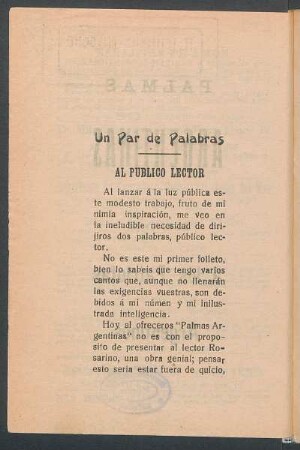 Un Par de Palabras
AL PUBLICO LECTOR
Al lanzar á la luz pública es-
te modesto trabajo, fruto de mi
nimia inspiración, me veo en
la ineludible necesidad de diri-
jiros dos palabras, público lec-
tor.
No es este mi primer folleto,
bien lo sabeis que tengo varios
cantos que, aunque no llenarán
las exigencias vuestras, son de-
bidos á mi númen y mi inilus-
trada inteligencia.
Hoy al ofreceros "Palmas Ar-
gentinas" no es con el propo-
sito de presentar al lector Ro-
sarino, una obra genial; pensar
esto seria estar fuera de quicio,